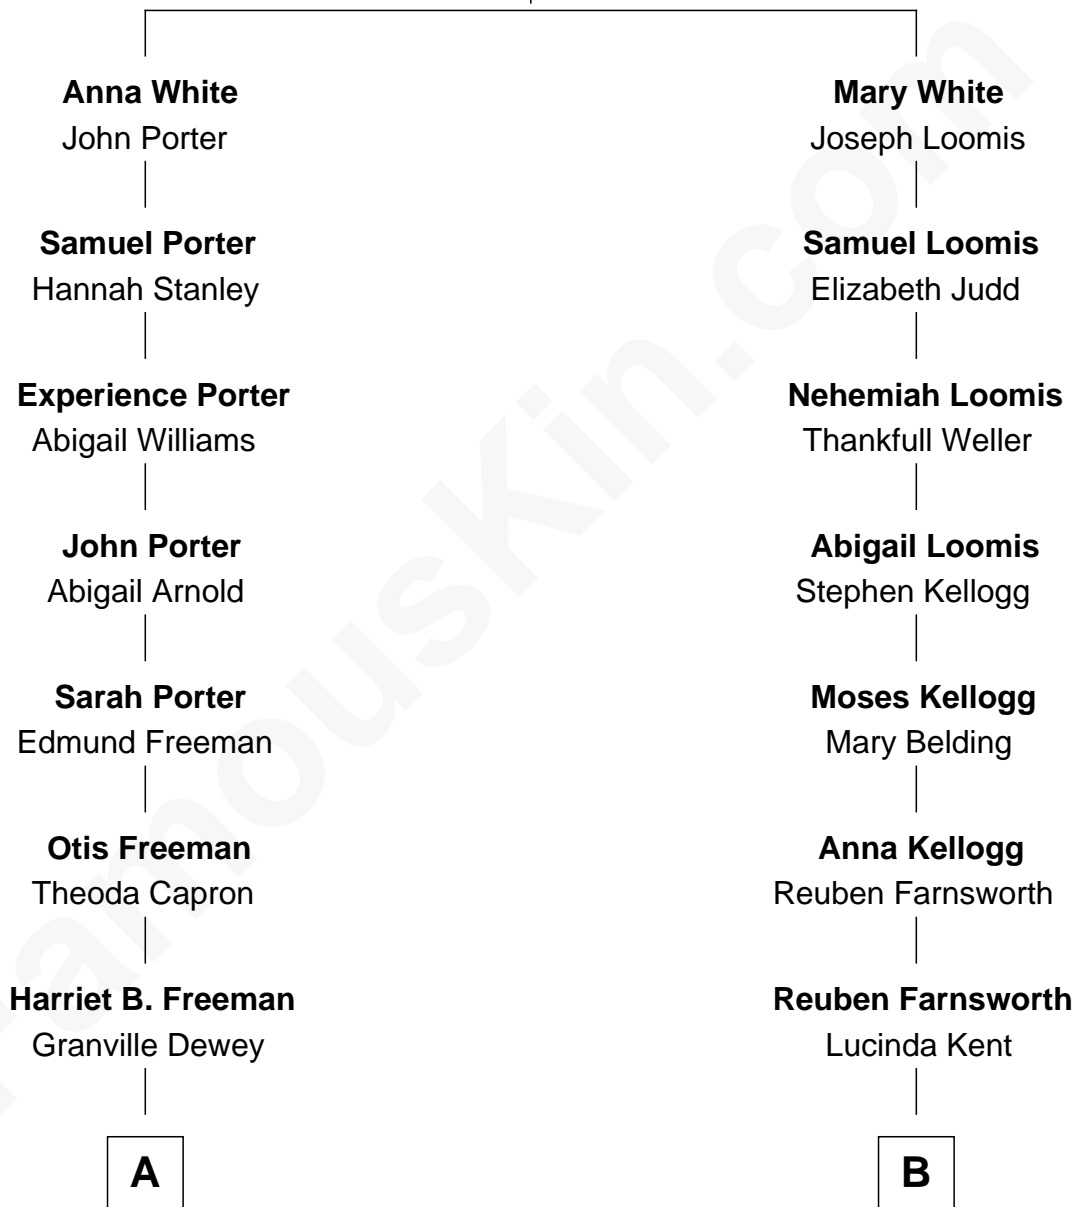 Anna White
John Porter
Samuel Porter
Hannah Stanley
Experience Porter
Abigail Williams
John Porter
Abigail Arnold
Sarah Porter
Edmund Freeman
Otis Freeman
Theoda Capron
Harriet B. Freeman
Granville Dewey
A
Mary White
Joseph Loomis
Samuel Loomis
Elizabeth Judd
Nehemiah Loomis
Thankfull Weller
Abigail Loomis
Stephen Kellogg
Moses Kellogg
Mary Belding
Anna Kellogg
Reuben Farnsworth
Reuben Farnsworth
Lucinda Kent
B
FamousKin.com